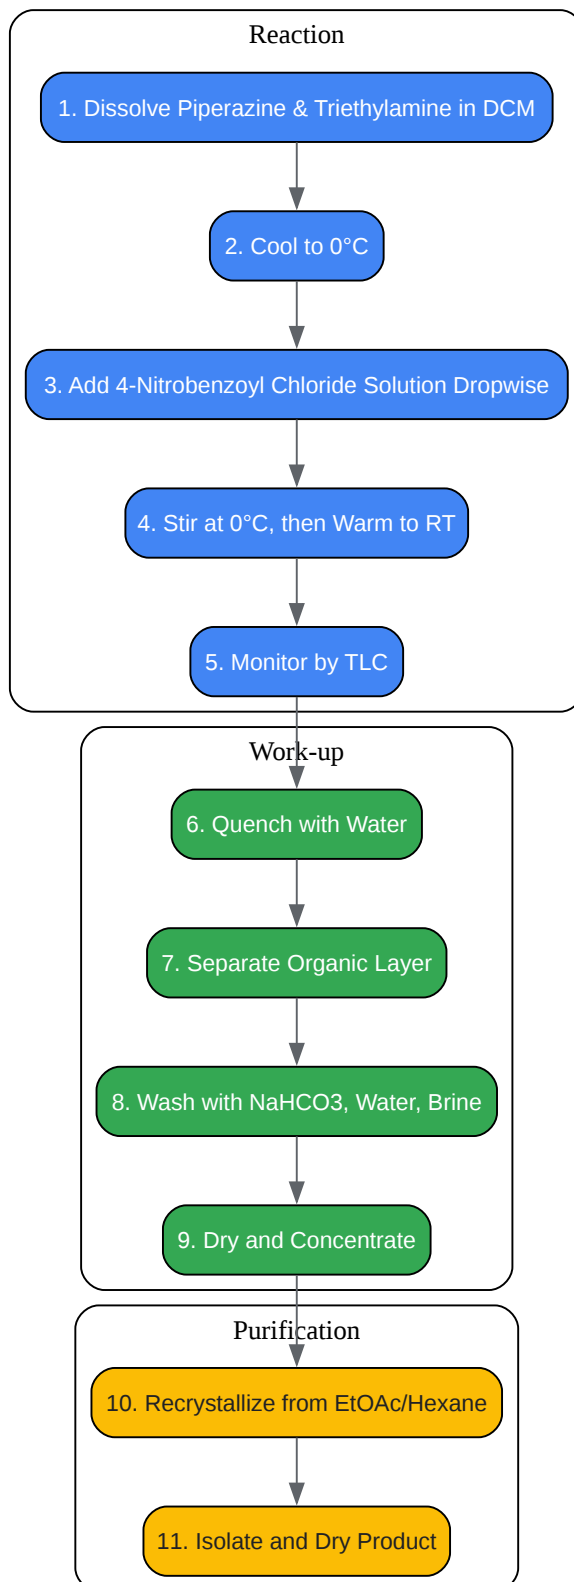 Reaction
1. Dissolve Piperazine & Triethylamine in DCM
2. Cool to 0°C
3. Add 4-Nitrobenzoyl Chloride Solution Dropwise
4. Stir at 0°C, then Warm to RT
5. Monitor by TLC
Work-up
6. Quench with Water
7. Separate Organic Layer
8. Wash with NaHCO3, Water, Brine
9. Dry and Concentrate
Purification
10. Recrystallize from EtOAc/Hexane
11. Isolate and Dry Product